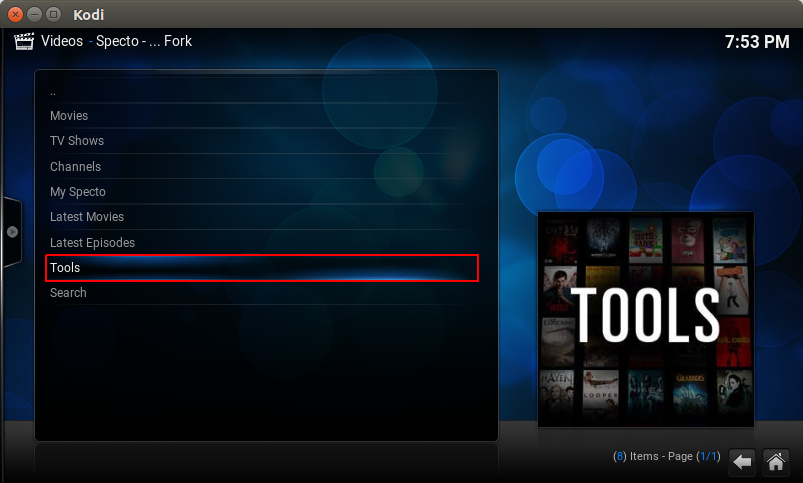 Kodi
Videos - Specto - ... Fork
7:53 PM
..
Movies
TV Shows
Channels
My Specto
Latest Movies
Latest Episodes
Tools
Search
TOOLS
LOOPER
(8) Items - Page (1/1)